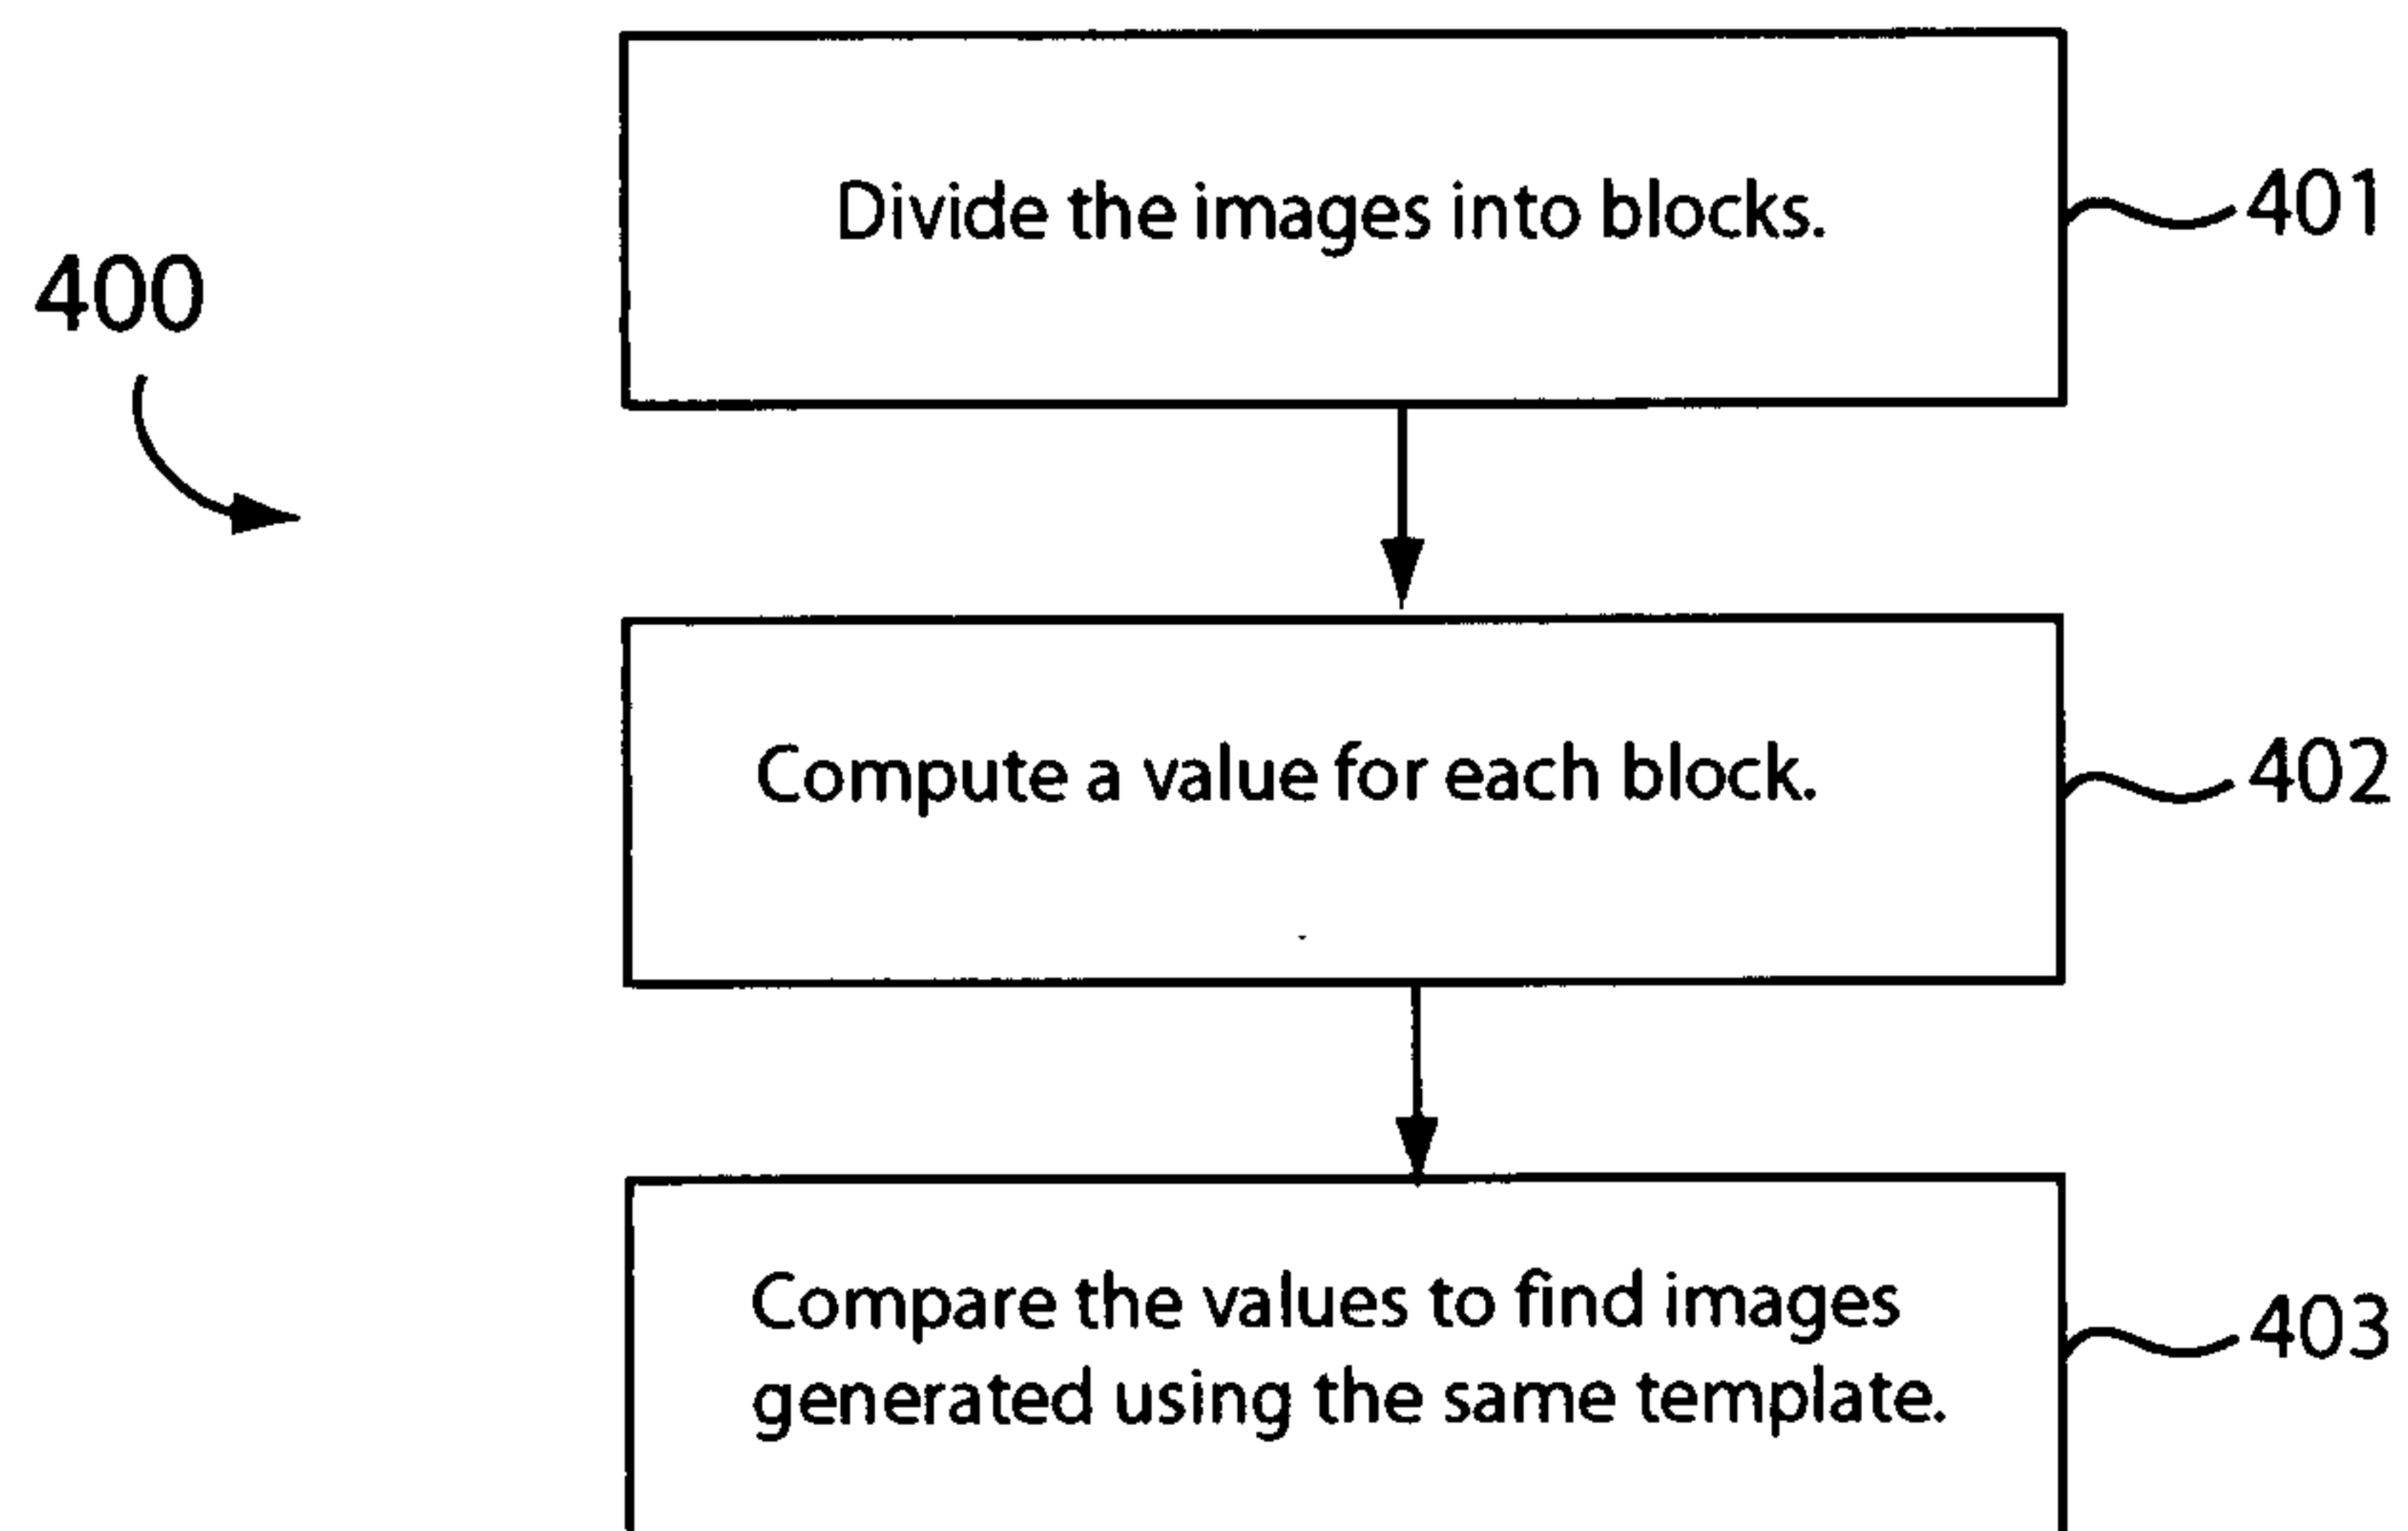 Divide the images into blocks.
401
400
Compute a value for each block.
402
Compare the values to find images
generated using the same template.
403